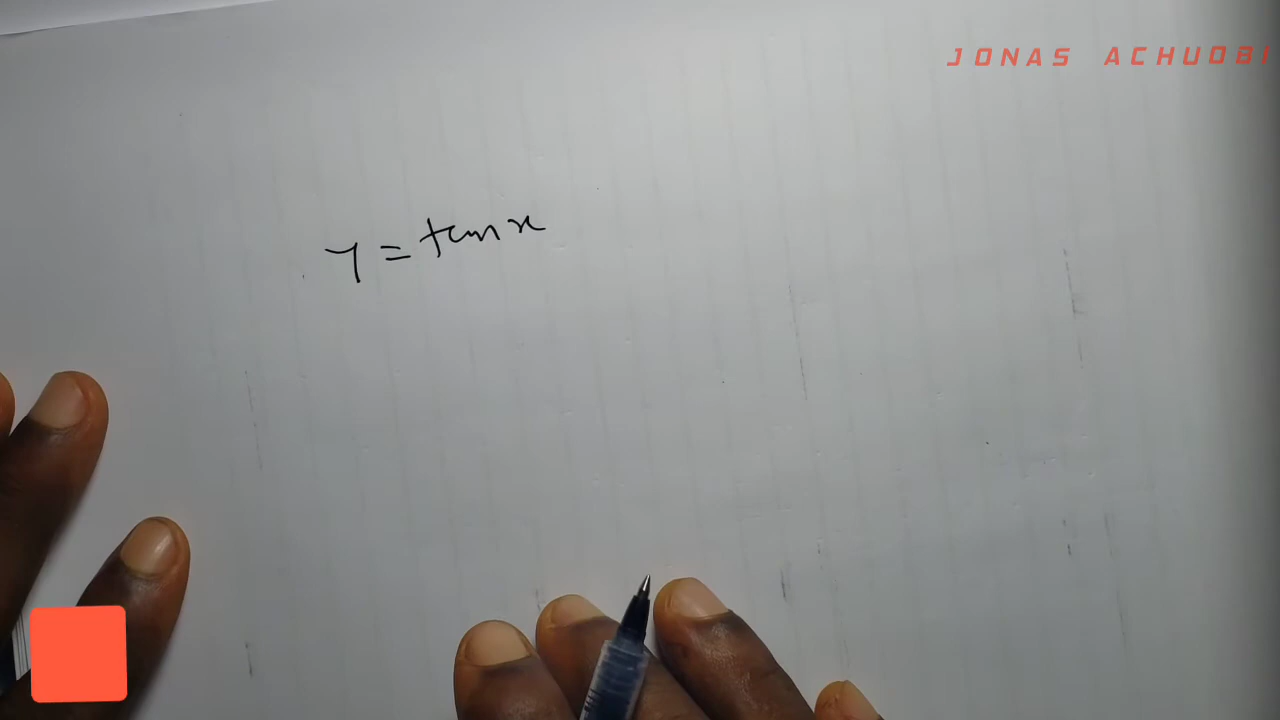 JONAS ACHUOBI
y = tan x